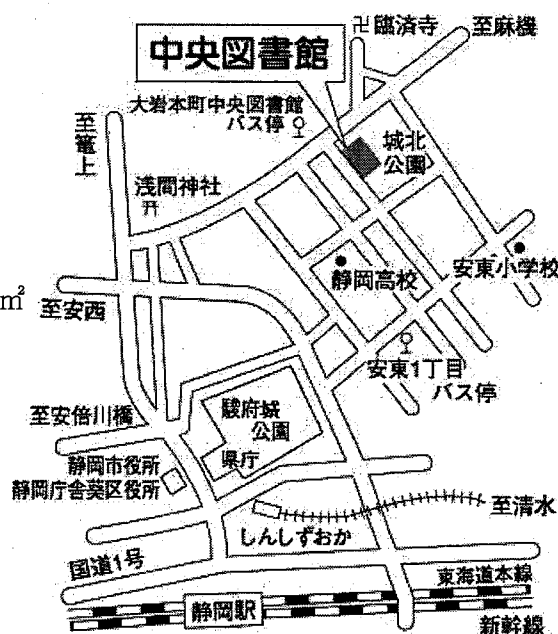 卍臨済寺
至麻機
中央図書館
大岩本町中央図書館
バス停
至籠上
城北
公園
浅間神社
静岡高校
安東小学校
㎡
至安西
安東1丁目
バス停
駿府城
公園
至安倍川橋
県庁
静岡市役所
静岡庁舎葵区役所
至清水
しんしずおか
国道1号
東海道本線
静岡駅
新幹線